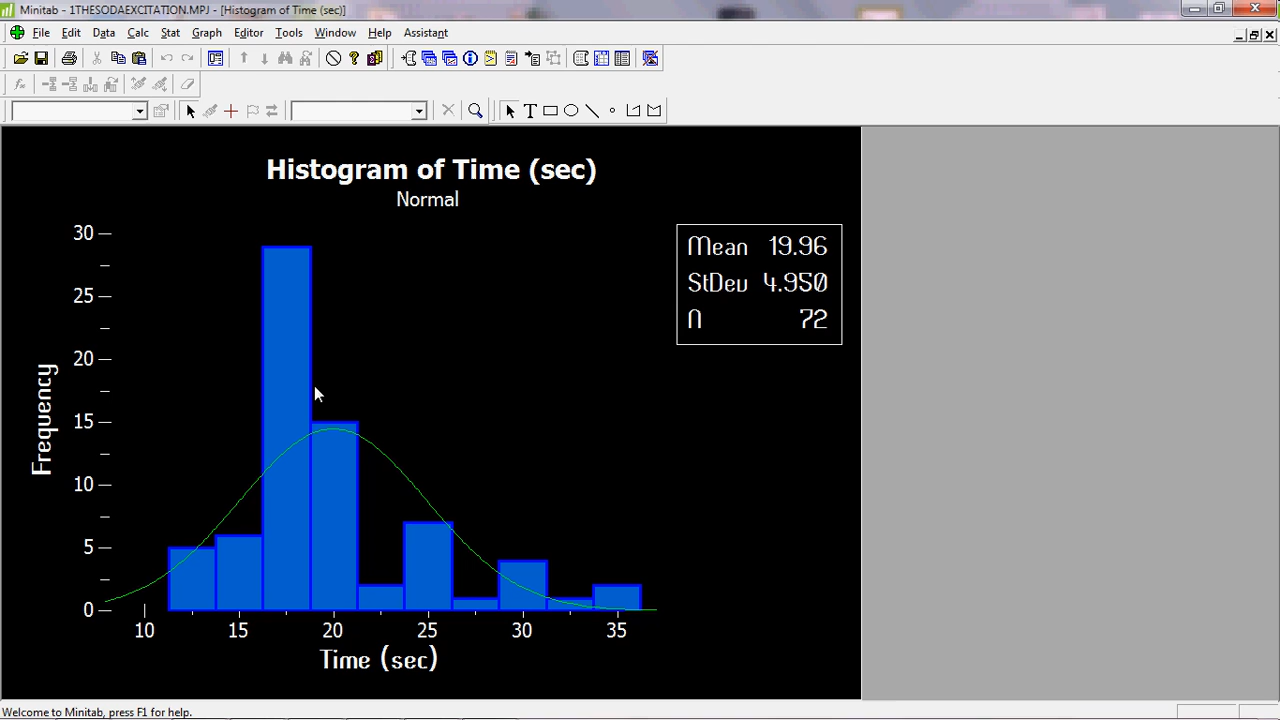 Minitab - 1THESODAEXCITATION.MPJ - [Histogram of Time (sec)]
File Edit Data Calc Stat Graph Editor Tools Window Help Assistant
Histogram of Time (sec)
Normal
Mean 19.96
StDev 4.950
N 72
Frequency
30
25
20
15
10
5
0
10 15 20 25 30 35
Time (sec)
Welcome to Minitab, press F1 for help.